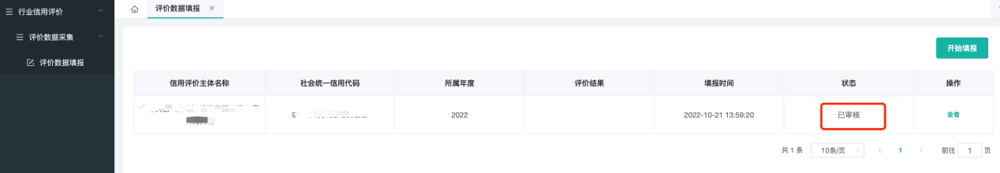 行业信用评价
评价数据填报 ×
评价数据采集
评价数据填报
开始填报
信用评价主体名称 社会统一信用代码 所属年度 评价结果 填报时间 状态 操作
2022 2022-10-21 13:59:20 已审核 查看
共 1 条 10条/页 < 1 > 前往 1 页